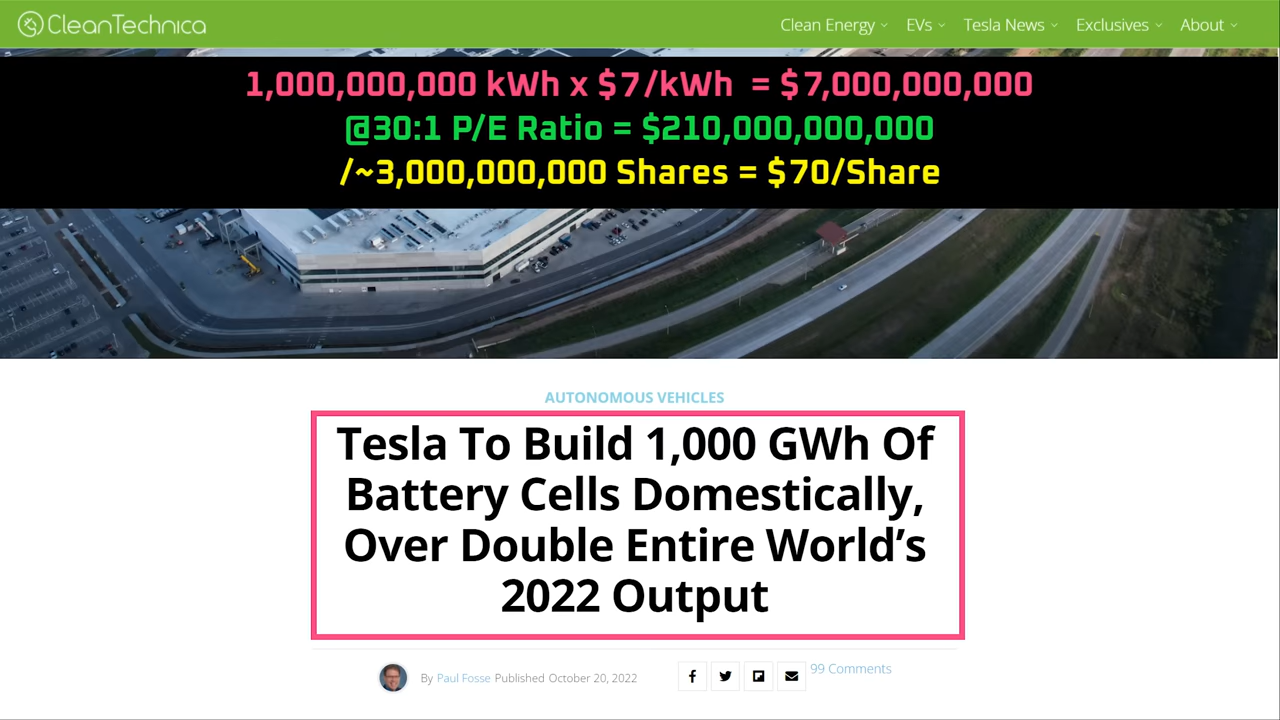 CleanTechnica
Clean Energy EVs Tesla News Exclusives About
1,000,000,000 kWh x $7/kWh = $7,000,000,000
@30:1 P/E Ratio = $210,000,000,000
/~3,000,000,000 Shares = $70/Share
AUTONOMOUS VEHICLES
Tesla To Build 1,000 GWh Of
Battery Cells Domestically,
Over Double Entire World’s
2022 Output
By Paul Fosse Published October 20, 2022
99 Comments